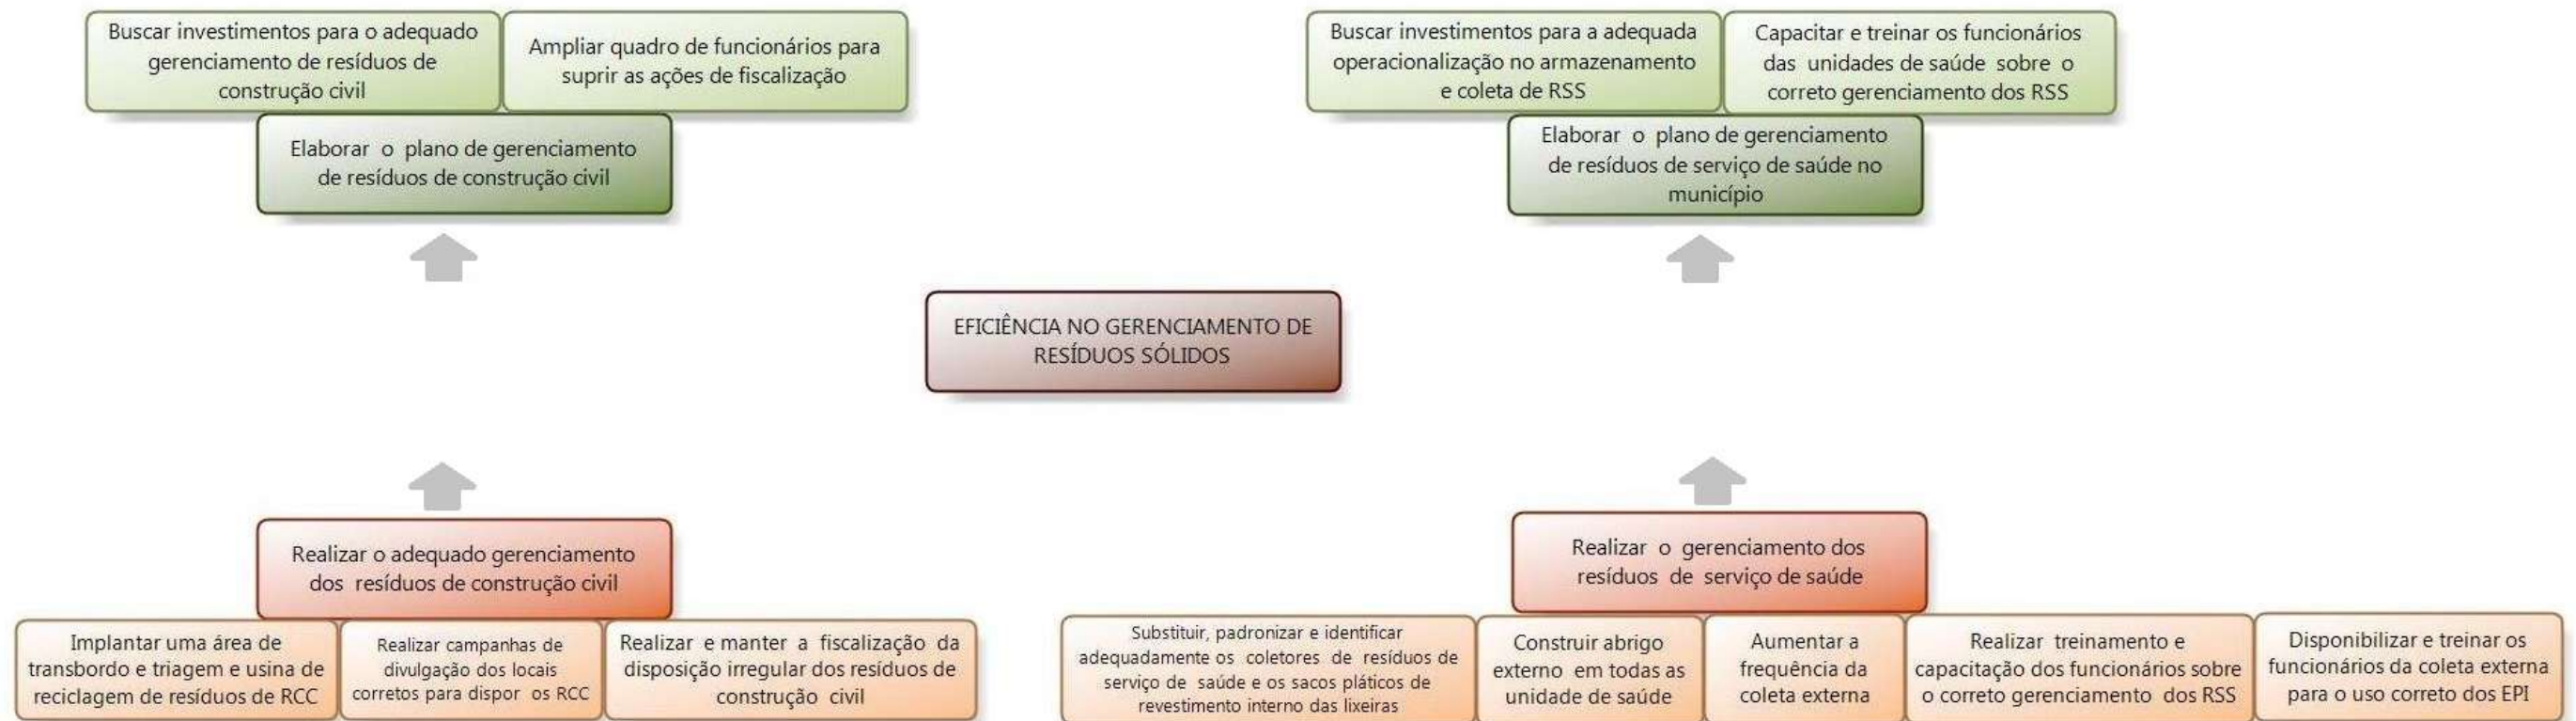 Buscar investimentos para o adequado
gerenciamento de resíduos de
construção civil
Ampliar quadro de funcionários para
suprir as ações de fiscalização
Elaborar o plano de gerenciamento
de resíduos de construção civil
Buscar investimentos para a adequada
operacionalização no armazenamento
e coleta de RSS
Capacitar e treinar os funcionários
das unidades de saúde sobre o
correto gerenciamento dos RSS
Elaborar o plano de gerenciamento
de resíduos de serviço de saúde no
município
EFICIÊNCIA NO GERENCIAMENTO DE
RESÍDUOS SÓLIDOS
Realizar o adequado gerenciamento
dos resíduos de construção civil
Implantar uma área de
transbordo e triagem e usina de
reciclagem de resíduos de RCC
Realizar campanhas de
divulgação dos locais
corretos para dispor os RCC
Realizar e manter a fiscalização da
disposição irregular dos resíduos de
construção civil
Realizar o gerenciamento dos
resíduos de serviço de saúde
Substituir, padronizar e identificar
adequadamente os coletores de resíduos de
serviço de saúde e os sacos pláticos de
revestimento interno das lixeiras
Construir abrigo
externo em todas as
unidade de saúde
Aumentar a
frequência da
coleta externa
Realizar treinamento e
capacitação dos funcionários sobre
o correto gerenciamento dos RSS
Disponibilizar e treinar os
funcionários da coleta externa
para o uso correto dos EPI